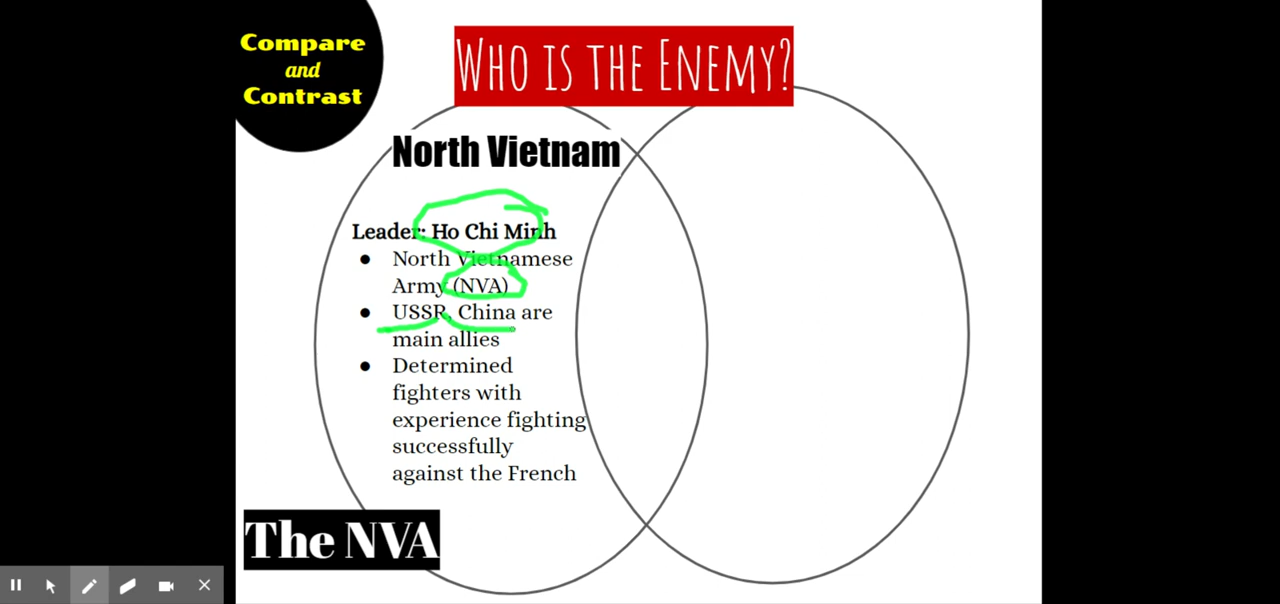 Compare
and
Contrast
WHO IS THE ENEMY?
North Vietnam
Leader: Ho Chi Minh
● North Vietnamese
Army (NVA)
● USSR, China are
main allies
● Determined
fighters with
experience fighting
successfully
against the French
The NVA